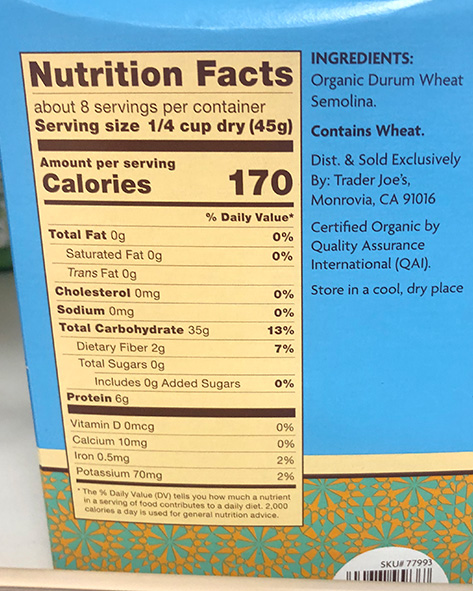 Nutrition Facts
about 8 servings per container
Serving size 1/4 cup dry (45g)
Amount per serving
Calories 170
% Daily Value*
Total Fat 0g 0%
Saturated Fat 0g 0%
Trans Fat 0g
Cholesterol 0mg 0%
Sodium 0mg 0%
Total Carbohydrate 35g 13%
Dietary Fiber 2g 7%
Total Sugars 0g
Includes 0g Added Sugars 0%
Protein 6g
Vitamin D 0mcg 0%
Calcium 10mg 0%
Iron 0.5mg 2%
Potassium 70mg 2%
* The % Daily Value (DV) tells you how much a nutrient
in a serving of food contributes to a daily diet. 2,000
calories a day is used for general nutrition advice.
INGREDIENTS:
Organic Durum Wheat
Semolina.
Contains Wheat.
Dist. & Sold Exclusively
By: Trader Joe's,
Monrovia, CA 91016
Certified Organic by
Quality Assurance
International (QAI).
Store in a cool, dry place
SKU# 77993